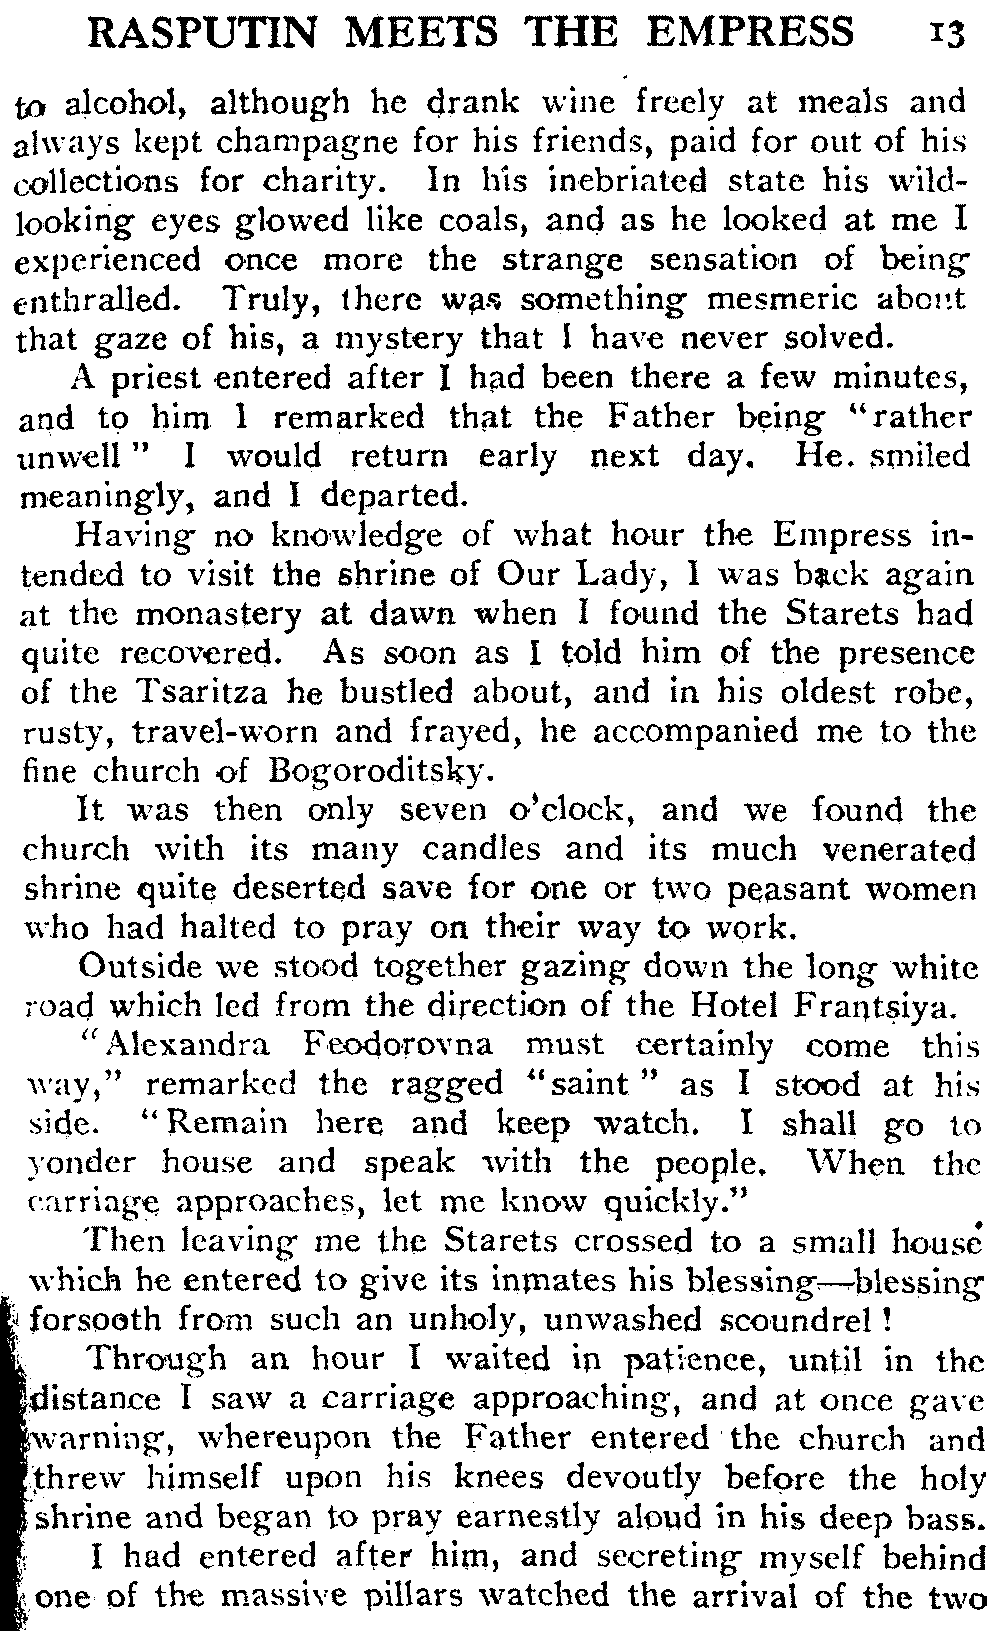 RASPUTIN MEETS THE EMPRESS 13
to alcohol, although he drank wine freely at meals and
always kept champagne for his friends, paid for out of his
collections for charity. In his inebriated state his wild-
looking eyes glowed like coals, and as he looked at me I
experienced once more the strange sensation of being
enthralled. Truly, there was something mesmeric about
that gaze of his, a mystery that I have never solved.
A priest entered after I had been there a few minutes,
and to him I remarked that the Father being "rather
unwell" I would return early next day. He smiled
meaningly, and I departed.
Having no knowledge of what hour the Empress in-
tended to visit the shrine of Our Lady, I was back again
at the monastery at dawn when I found the Starets had
quite recovered. As soon as I told him of the presence
of the Tsaritza he bustled about, and in his oldest robe,
rusty, travel-worn and frayed, he accompanied me to the
fine church of Bogoroditsky.
It was then only seven o'clock, and we found the
church with its many candles and its much venerated
shrine quite deserted save for one or two peasant women
who had halted to pray on their way to work.
Outside we stood together gazing down the long white
road which led from the direction of the Hotel Frantsiya.
"Alexandra Feodorovna must certainly come this
way," remarked the ragged "saint" as I stood at his
side. "Remain here and keep watch. I shall go to
yonder house and speak with the people. When the
carriage approaches, let me know quickly."
Then leaving me the Starets crossed to a small house
which he entered to give its inmates his blessing—blessing
forsooth from such an unholy, unwashed scoundrel!
Through an hour I waited in patience, until in the
distance I saw a carriage approaching, and at once gave
warning, whereupon the Father entered the church and
threw himself upon his knees devoutly before the holy
shrine and began to pray earnestly aloud in his deep bass.
I had entered after him, and secreting myself behind
one of the massive pillars watched the arrival of the two